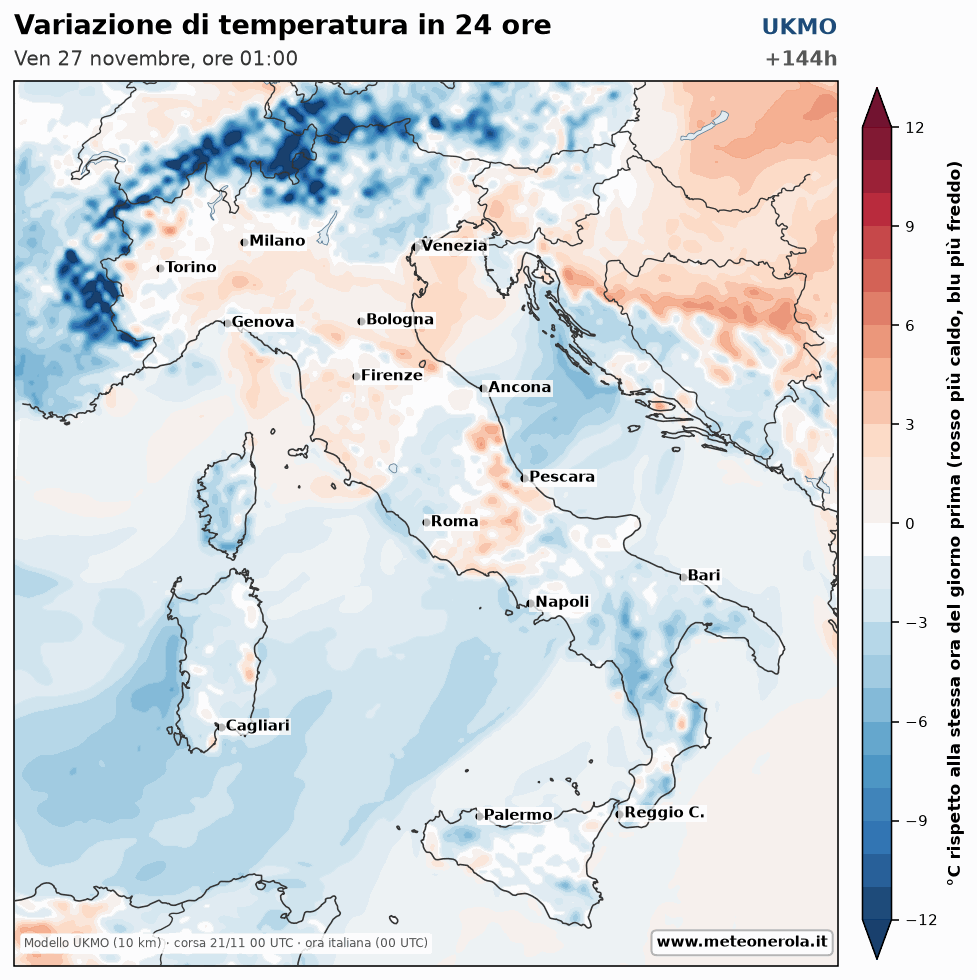 Variazione di temperatura in 24 ore
UKMO
Ven 27 novembre, ore 01:00
+144h
Milano
Venezia
Torino
Genova
Bologna
Firenze
Ancona
Pescara
Roma
Bari
Napoli
Cagliari
Palermo
Reggio C.
12
9
6
3
0
−3
−6
−9
−12
°C rispetto alla stessa ora del giorno prima (rosso più caldo, blu più freddo)
Modello UKMO (10 km) · corsa 21/11 00 UTC · ora italiana (00 UTC)
www.meteonerola.it